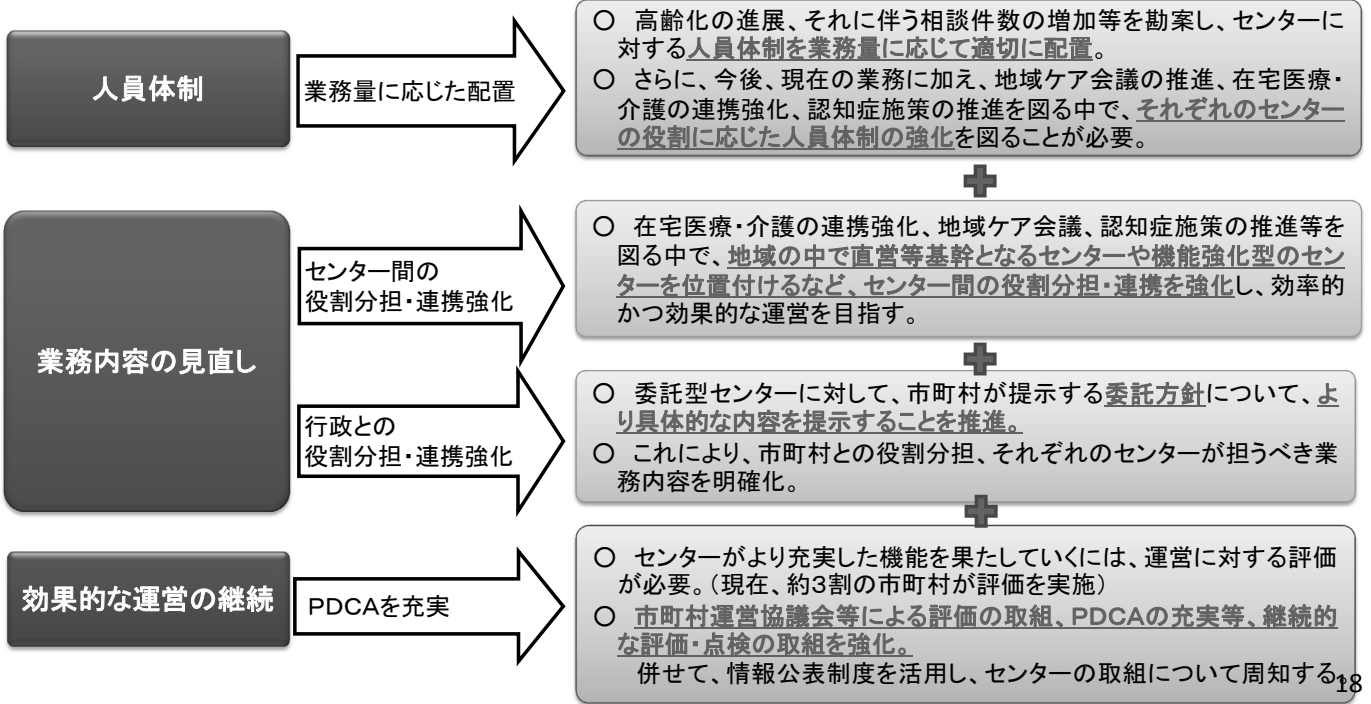 人員体制
業務量に応じた配置
○ 高齢化の進展、それに伴う相談件数の増加等を勘案し、センターに
対する人員体制を業務量に応じて適切に配置。
○ さらに、今後、現在の業務に加え、地域ケア会議の推進、在宅医療・
介護の連携強化、認知症施策の推進を図る中で、それぞれのセンター
の役割に応じた人員体制の強化を図ることが必要。
業務内容の見直し
センター間の
役割分担・連携強化
○ 在宅医療・介護の連携強化、地域ケア会議、認知症施策の推進等を
図る中で、地域の中で直営等基幹となるセンターや機能強化型のセン
ターを位置付けるなど、センター間の役割分担・連携を強化し、効率的
かつ効果的な運営を目指す。
行政との
役割分担・連携強化
○ 委託型センターに対して、市町村が提示する委託方針について、よ
り具体的な内容を提示することを推進。
○ これにより、市町村との役割分担、それぞれのセンターが担うべき業
務内容を明確化。
効果的な運営の継続
PDCAを充実
○ センターがより充実した機能を果たしていくには、運営に対する評価
が必要。（現在、約3割の市町村が評価を実施）
○ 市町村運営協議会等による評価の取組、PDCAの充実等、継続的
な評価・点検の取組を強化。
併せて、情報公表制度を活用し、センターの取組について周知する。
18